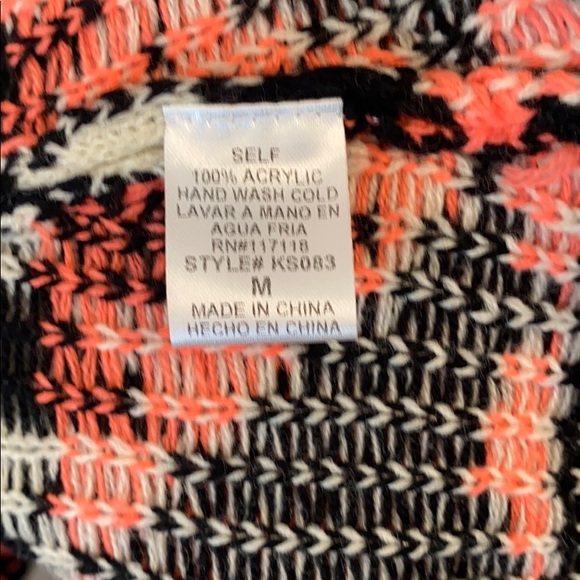 SELF
100% ACRYLIC
HAND WASH COLD
LAVAR A MANO EN
AGUA FRIA
RN#117118
STYLE# KS083
M
MADE IN CHINA
HECHO EN CHINA